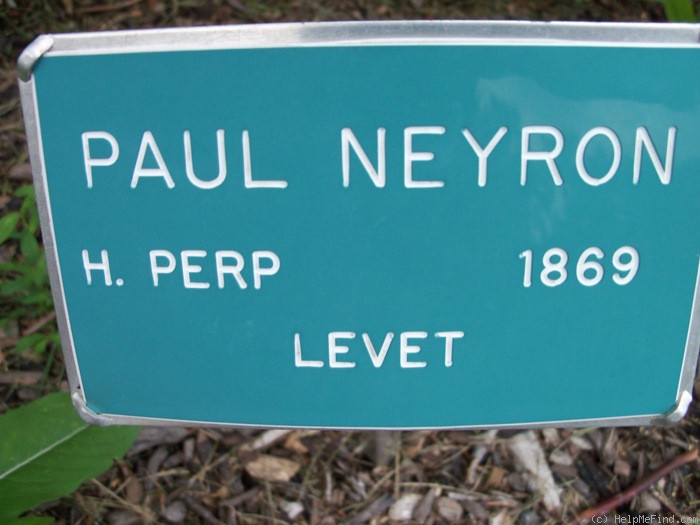 PAUL NEYRON
H. PERP 1869
LEVET
(c) HelpMeFind.com